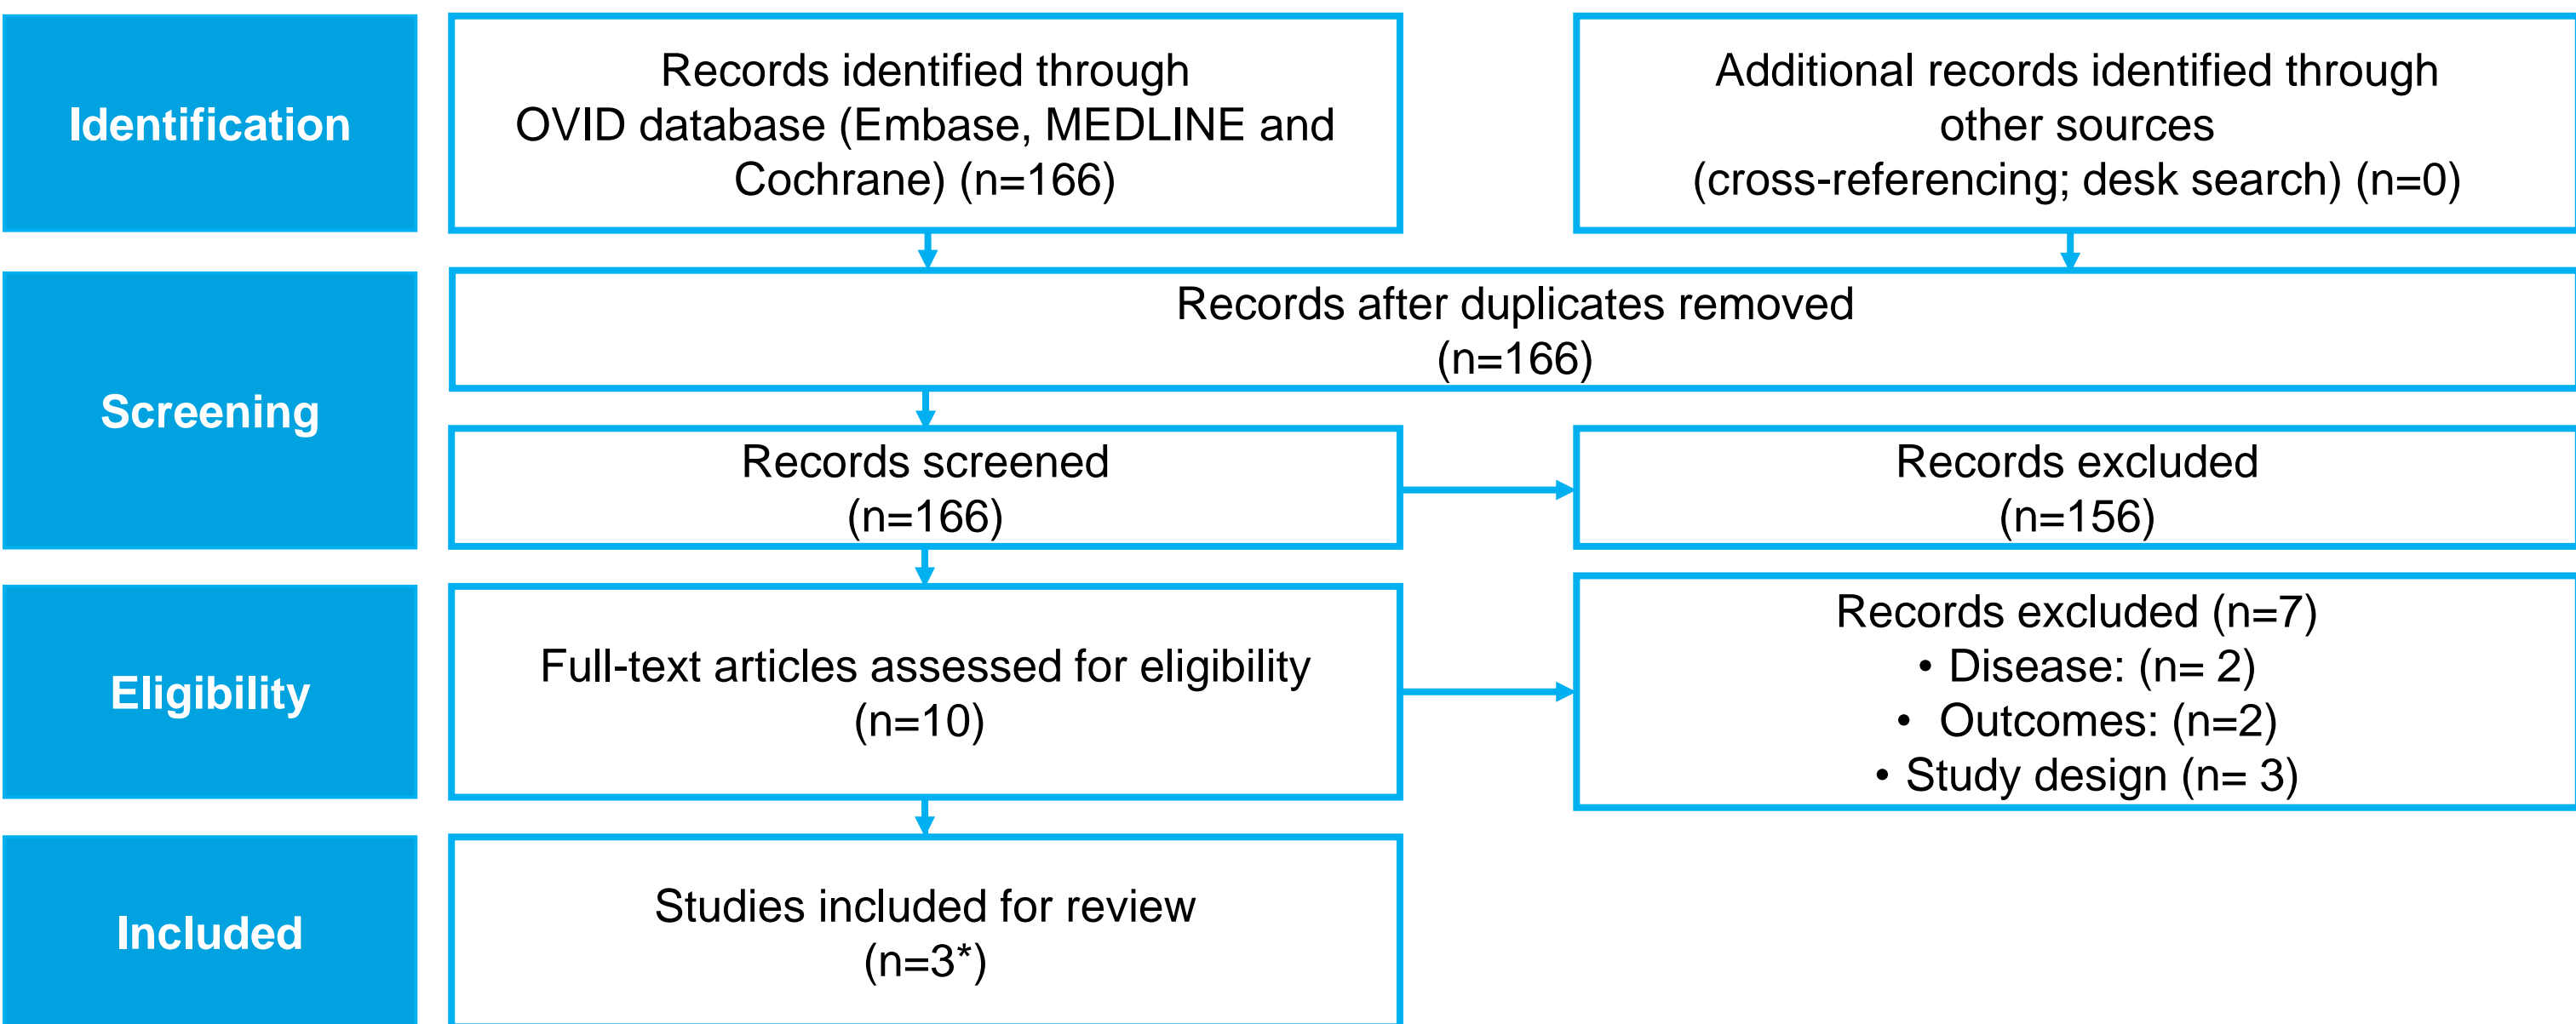 Identification
Records identified through
OVID database (Embase, MEDLINE and
Cochrane) (n=166)
Additional records identified through
other sources
(cross-referencing; desk search) (n=0)
Screening
Records after duplicates removed
(n=166)
Records screened
(n=166)
Records excluded
(n=156)
Eligibility
Full-text articles assessed for eligibility
(n=10)
Records excluded (n=7)
• Disease: (n= 2)
• Outcomes: (n=2)
• Study design (n= 3)
Included
Studies included for review
(n=3*)